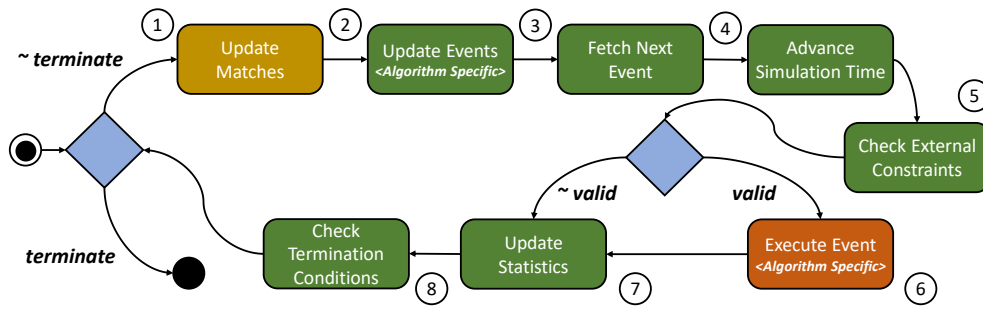 1
2
3
4
~ terminate
Update
Matches
Update Events
<Algorithm Specific>
Fetch Next
Event
Advance
Simulation Time
5
Check External
Constraints
~ valid
valid
terminate
Check
Termination
Conditions
Update
Statistics
Execute Event
<Algorithm Specific>
8
7
6